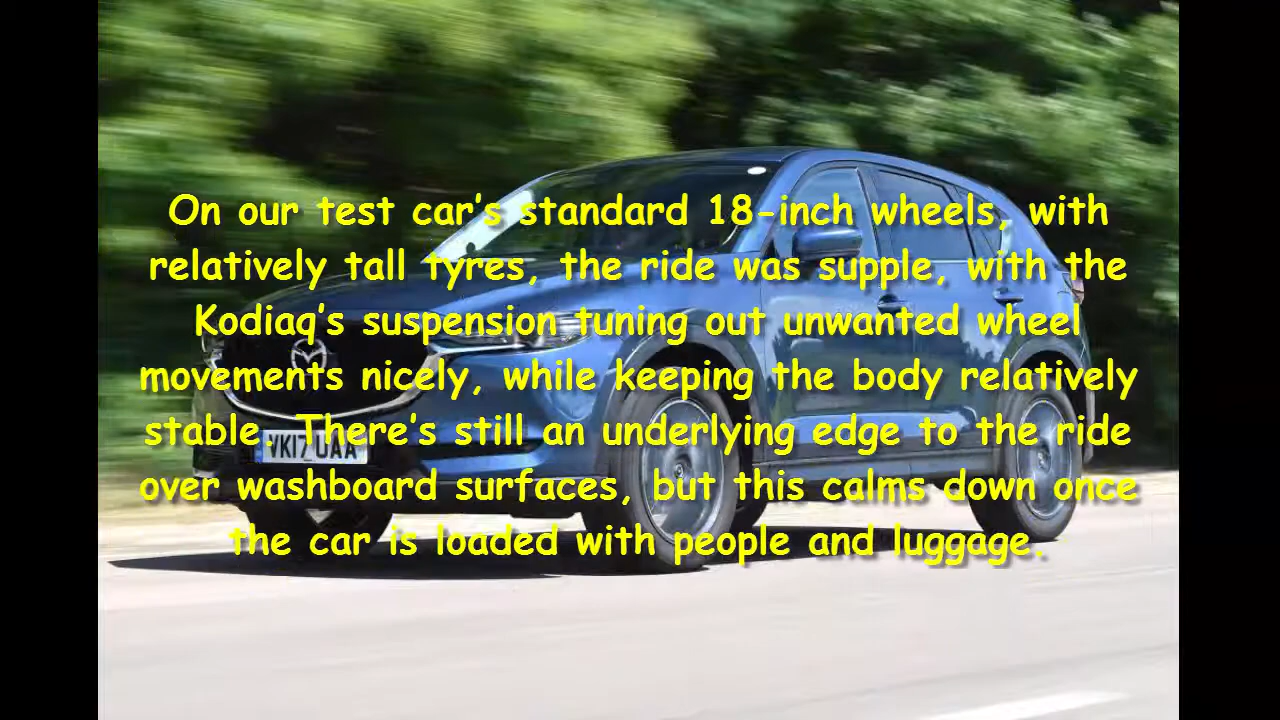 On our test car's standard 18-inch wheels, with
relatively tall tyres, the ride was supple, with the
Kodiaq's suspension tuning out unwanted wheel
movements nicely, while keeping the body relatively
stable. There's still an underlying edge to the ride
over washboard surfaces, but this calms down once
the car is loaded with people and luggage.
VK17 UAA